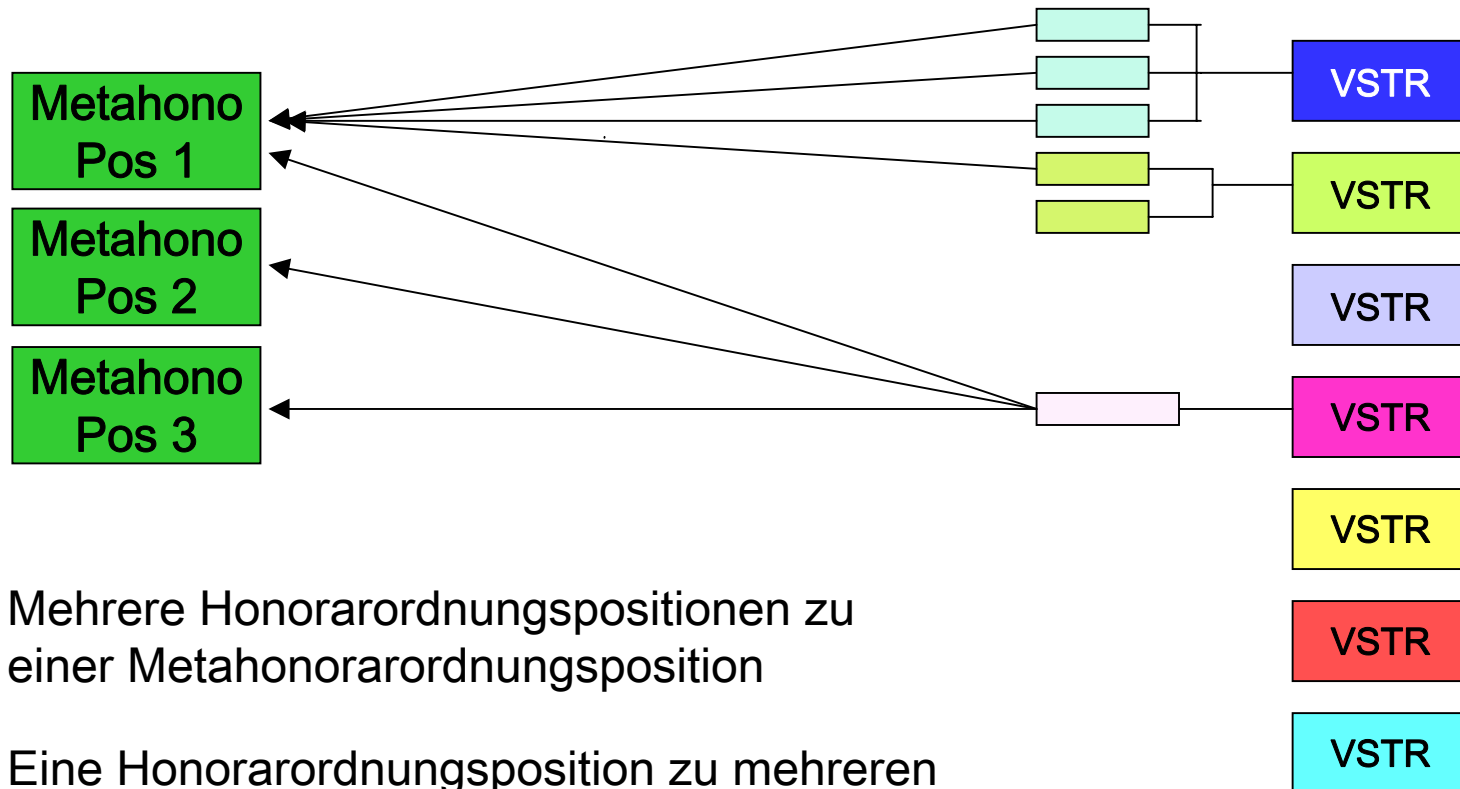 Metahono
Pos 1
Metahono
Pos 2
Metahono
Pos 3
VSTR
VSTR
VSTR
VSTR
VSTR
VSTR
VSTR
Mehrere Honorarordnungspositionen zu
einer Metahonorarordnungsposition
Eine Honorarordnungsposition zu mehreren